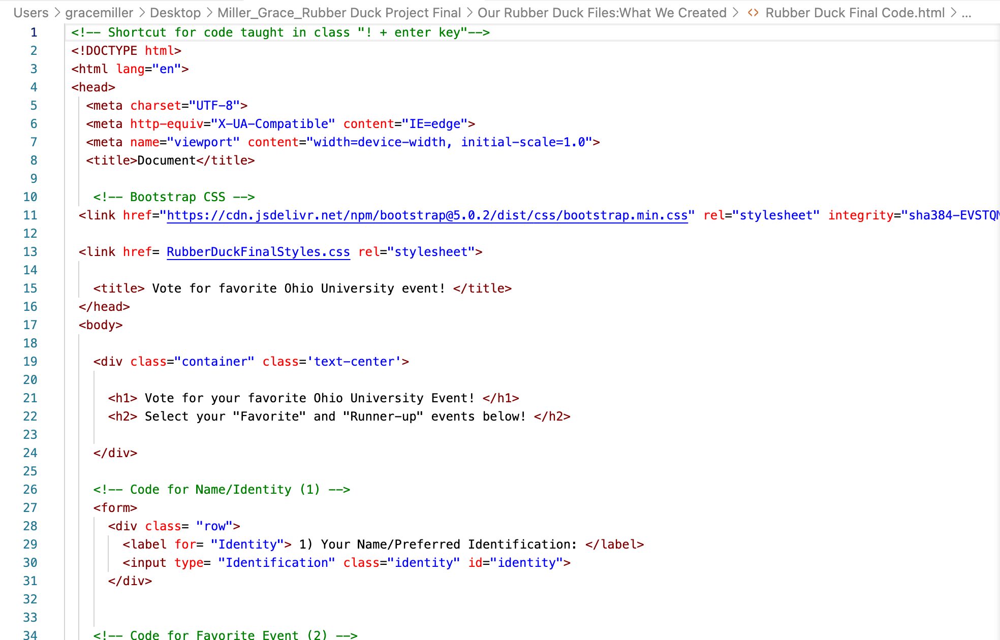 Users > gracemiller > Desktop > Miller_Grace_Rubber Duck Project Final > Our Rubber Duck Files:What We Created > <> Rubber Duck Final Code.html > ...
1 <!-- Shortcut for code taught in class "! + enter key"-->
2 <!DOCTYPE html>
3 <html lang="en">
4 <head>
5 <meta charset="UTF-8">
6 <meta http-equiv="X-UA-Compatible" content="IE=edge">
7 <meta name="viewport" content="width=device-width, initial-scale=1.0">
8 <title>Document</title>
9
10 <!-- Bootstrap CSS -->
11 <link href="https://cdn.jsdelivr.net/npm/bootstrap@5.0.2/dist/css/bootstrap.min.css" rel="stylesheet" integrity="sha384-EVSTQN
12
13 <link href= RubberDuckFinalStyles.css rel="stylesheet">
14
15 <title> Vote for favorite Ohio University event! </title>
16 </head>
17 <body>
18
19 <div class="container" class='text-center'>
20
21 <h1> Vote for your favorite Ohio University Event! </h1>
22 <h2> Select your "Favorite" and "Runner-up" events below! </h2>
23
24 </div>
25
26 <!-- Code for Name/Identity (1) -->
27 <form>
28 <div class= "row">
29 <label for= "Identity"> 1) Your Name/Preferred Identification: </label>
30 <input type= "Identification" class="identity" id="identity">
31 </div>
32
33
34 <!-- Code for Favorite Event (2) -->